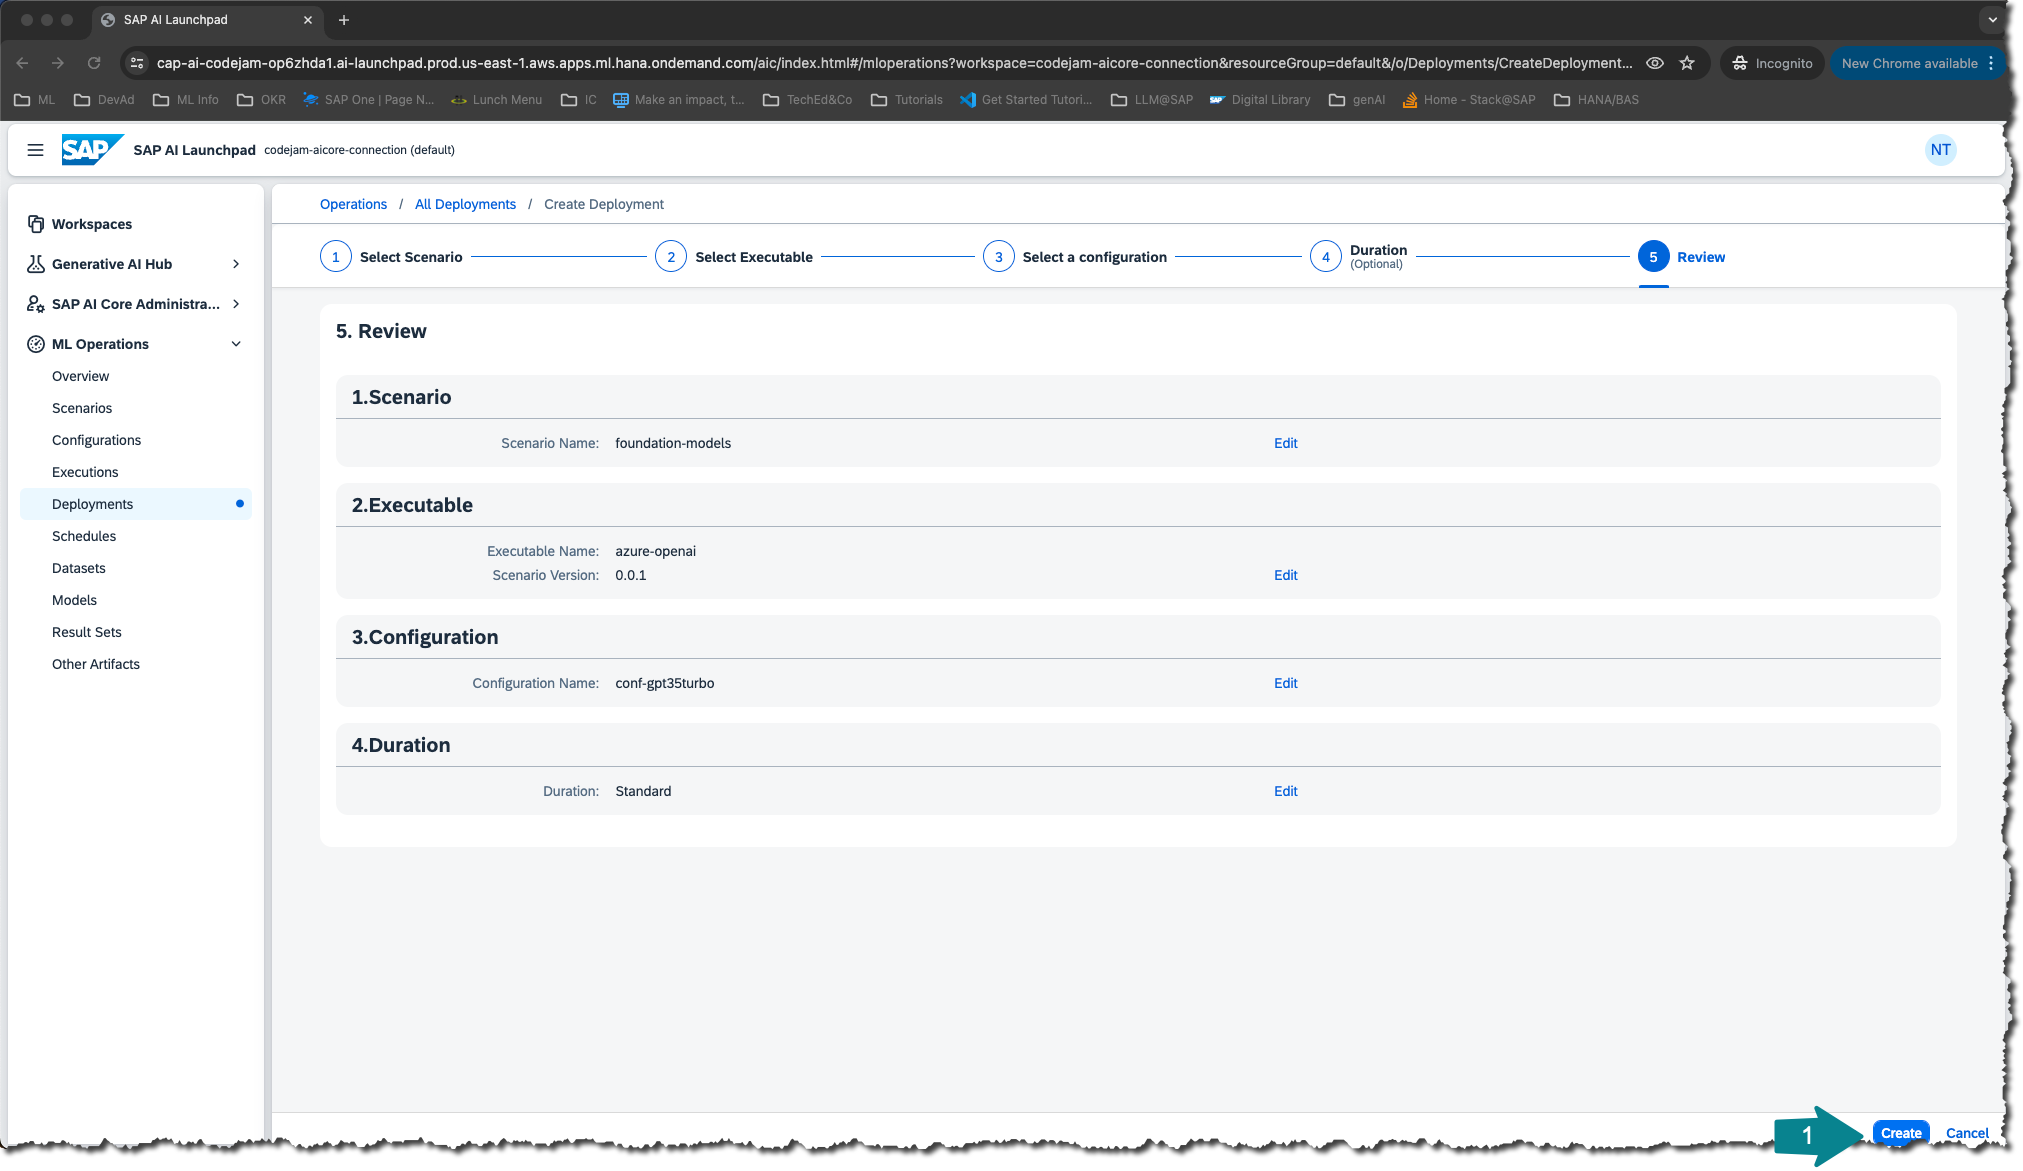 SAP AI Launchpad
cap-ai-codejam-op6zhda1.ai-launchpad.prod.us-east-1.aws.apps.ml.hana.ondemand.com/aic/index.html#/mloperations?workspace=codejam-aicore-connection&resourceGroup=default&/o/Deployments/CreateDeployment... Incognito New Chrome available
ML DevAd ML Info OKR SAP One | Page N... Lunch Menu IC Make an impact, t... TechEd&Co Tutorials Get Started Tutori... LLM@SAP Digital Library genAI Home - Stack@SAP HANA/BAS
SAP SAP AI Launchpad codejam-aicore-connection (default) NT
Workspaces
Generative AI Hub
SAP AI Core Administra...
ML Operations
Overview
Scenarios
Configurations
Executions
Deployments
Schedules
Datasets
Models
Result Sets
Other Artifacts
Operations / All Deployments / Create Deployment
1 Select Scenario 2 Select Executable 3 Select a configuration 4 Duration (Optional) 5 Review
5. Review
1.Scenario
Scenario Name: foundation-models Edit
2.Executable
Executable Name: azure-openai
Scenario Version: 0.0.1 Edit
3.Configuration
Configuration Name: conf-gpt35turbo Edit
4.Duration
Duration: Standard Edit
1 Create Cancel